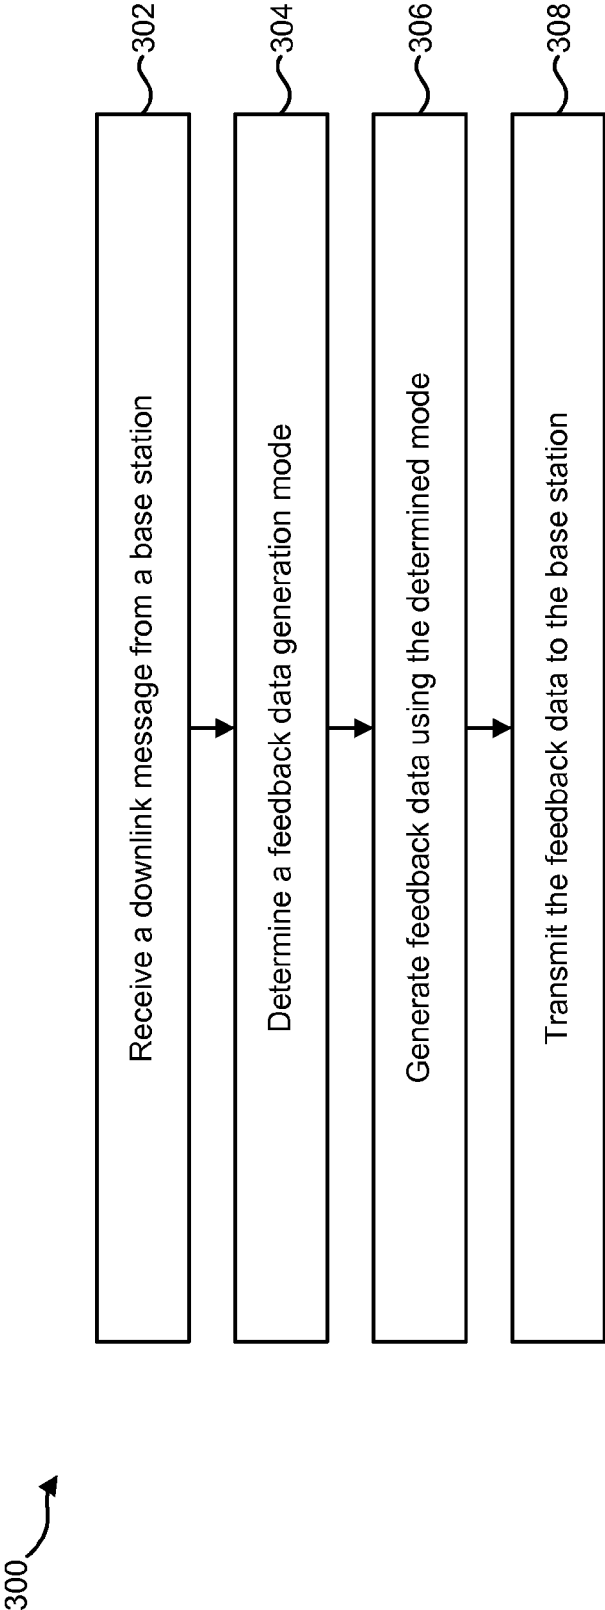 300
Receive a downlink message from a base station
302
Determine a feedback data generation mode
304
Generate feedback data using the determined mode
306
Transmit the feedback data to the base station
308